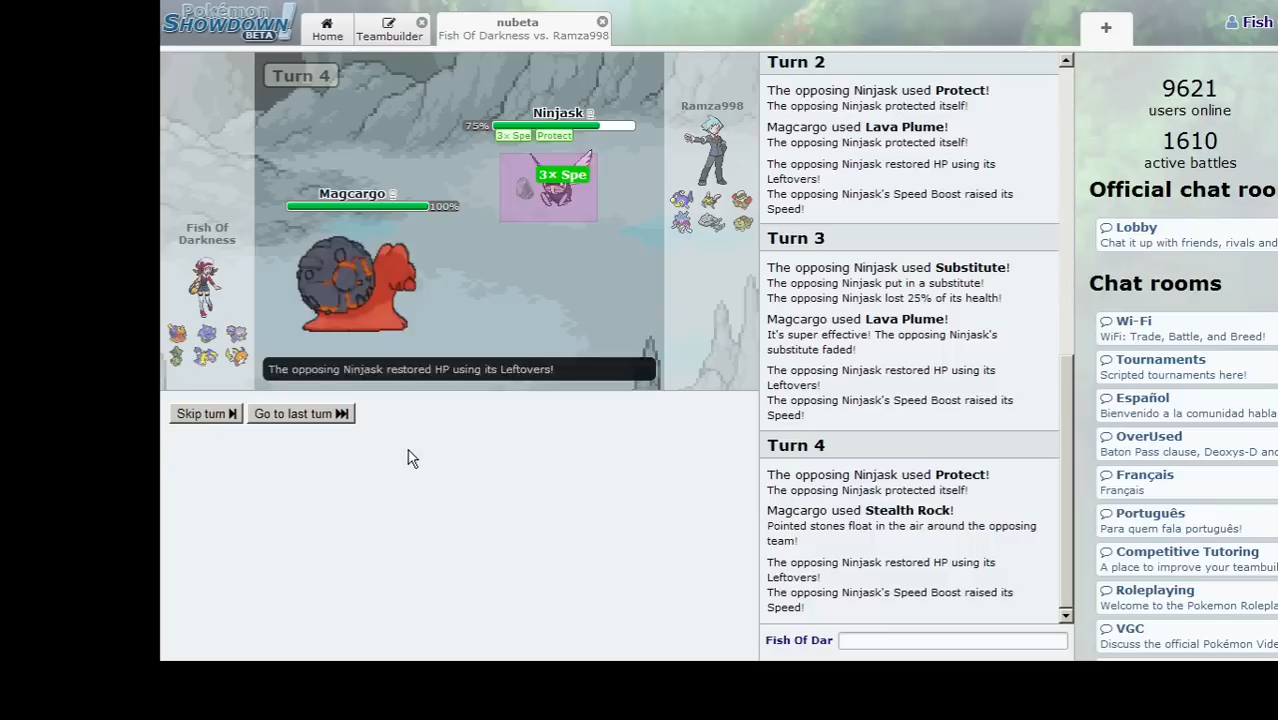 Pokémon
SHOWDOWN!
BETA
Home
Teambuilder
nubeta
Fish Of Darkness vs. Ramza998
+
Fish
Turn 4
Fish Of
Darkness
Magcargo
100%
Ninjask
75%
3× Spe Protect
3× Spe
Ramza998
The opposing Ninjask restored HP using its Leftovers!
Skip turn
Go to last turn
Turn 2
The opposing Ninjask used Protect!
The opposing Ninjask protected itself!
Magcargo used Lava Plume!
The opposing Ninjask protected itself!
The opposing Ninjask restored HP using its
Leftovers!
The opposing Ninjask's Speed Boost raised its
Speed!
Turn 3
The opposing Ninjask used Substitute!
The opposing Ninjask put in a substitute!
The opposing Ninjask lost 25% of its health!
Magcargo used Lava Plume!
It's super effective! The opposing Ninjask's
substitute faded!
The opposing Ninjask restored HP using its
Leftovers!
The opposing Ninjask's Speed Boost raised its
Speed!
Turn 4
The opposing Ninjask used Protect!
The opposing Ninjask protected itself!
Magcargo used Stealth Rock!
Pointed stones float in the air around the opposing
team!
The opposing Ninjask restored HP using its
Leftovers!
The opposing Ninjask's Speed Boost raised its
Speed!
Fish Of Dar
9621
users online
1610
active battles
Official chat roo
Lobby
Chat it up with friends, rivals and
Chat rooms
Wi-Fi
WiFi: Trade, Battle, and Breed!
Tournaments
Scripted tournaments here!
Español
Bienvenido a la comunidad habla
OverUsed
Baton Pass clause, Deoxys-D and
Français
Français
Português
Para quem fala português!
Competitive Tutoring
A place to improve your teambuil
Roleplaying
Welcome to the Pokemon Rolepla
VGC
Discuss the official Pokémon Vide